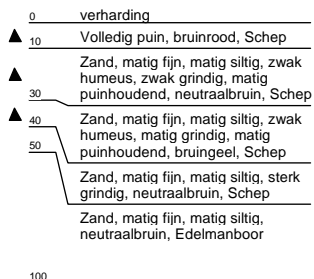 0 verharding
10 Volledig puin, bruinrood, Schep
Zand, matig fijn, matig siltig, zwak
humeus, zwak grindig, matig
30 puinhoudend, neutraalbruin, Schep
40 Zand, matig fijn, matig siltig, zwak
humeus, matig grindig, matig
50 puinhoudend, bruingeel, Schep
Zand, matig fijn, matig siltig, sterk
grindig, neutraalbruin, Schep
Zand, matig fijn, matig siltig,
neutraalbruin, Edelmanboor
100